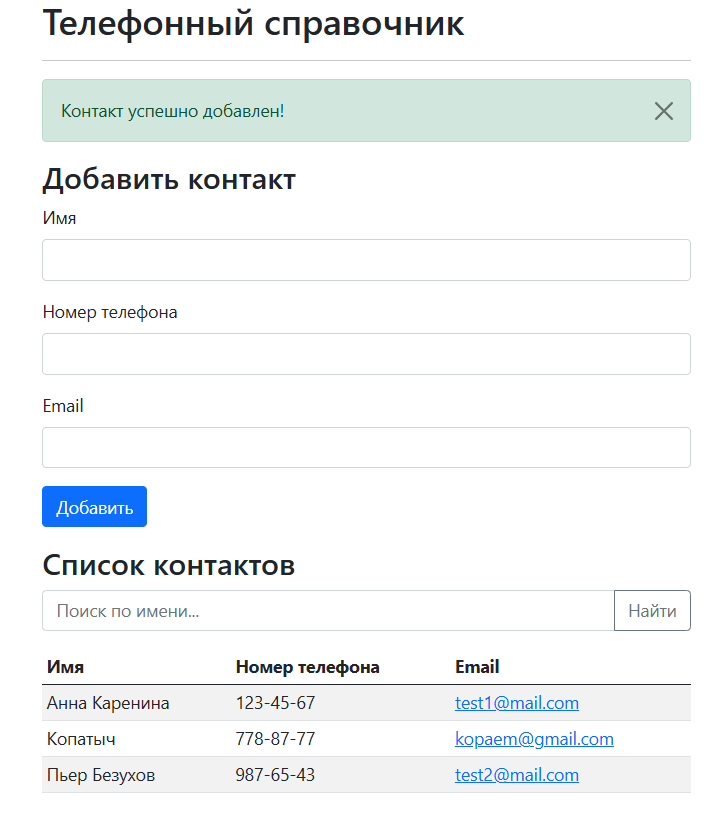 Телефонный справочник
Контакт успешно добавлен!
Добавить контакт
Имя
Номер телефона
Email
Добавить
Список контактов
Поиск по имени... Найти
Имя Номер телефона Email
Анна Каренина 123-45-67 test1@mail.com
Копатыч 778-87-77 kopaem@gmail.com
Пьер Безухов 987-65-43 test2@mail.com